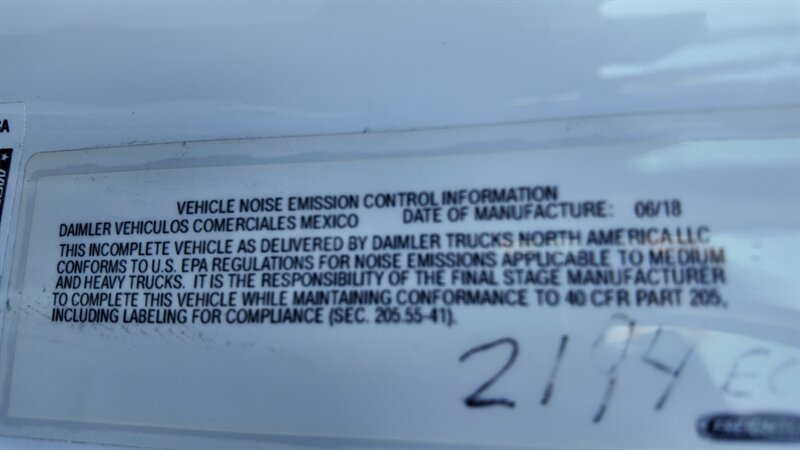 VEHICLE NOISE EMISSION CONTROL INFORMATION
DAIMLER VEHICULOS COMERCIALES MEXICO DATE OF MANUFACTURE: 06/18
THIS INCOMPLETE VEHICLE AS DELIVERED BY DAIMLER TRUCKS NORTH AMERICA LLC
CONFORMS TO U.S. EPA REGULATIONS FOR NOISE EMISSIONS APPLICABLE TO MEDIUM
AND HEAVY TRUCKS. IT IS THE RESPONSIBILITY OF THE FINAL STAGE MANUFACTURER
TO COMPLETE THIS VEHICLE WHILE MAINTAINING CONFORMANCE TO 40 CFR PART 205,
INCLUDING LABELING FOR COMPLIANCE (SEC. 205.55-41).
2194